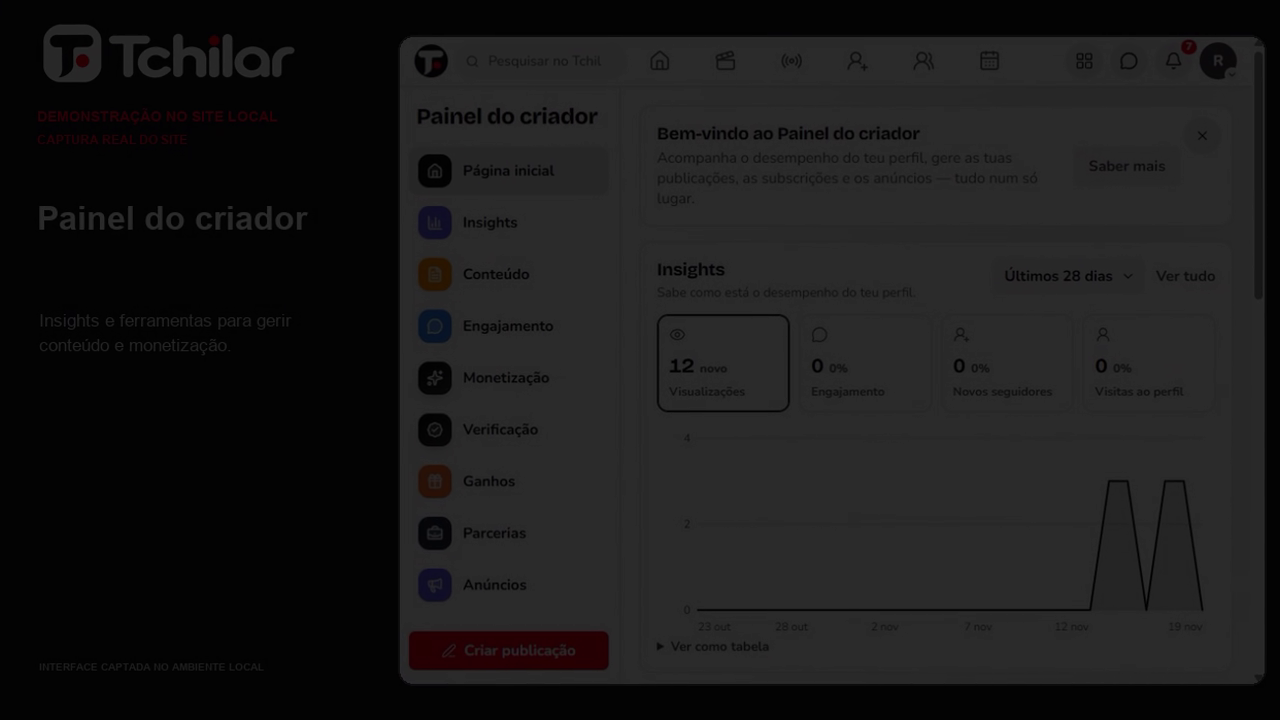 Tchilar
DEMONSTRAÇÃO NO SITE LOCAL
CAPTURA REAL DO SITE
Painel do criador
Insights e ferramentas para gerir
conteúdo e monetização.
INTERFACE CAPTADA NO AMBIENTE LOCAL
Pesquisar no Tchil
7
R
Painel do criador
Página inicial
Insights
Conteúdo
Engajamento
Monetização
Verificação
Ganhos
Parcerias
Anúncios
Criar publicação
Bem-vindo ao Painel do criador
Acompanha o desempenho do teu perfil, gere as tuas
publicações, as subscrições e os anúncios — tudo num só
lugar.
Saber mais
Insights
Sabe como está o desempenho do teu perfil.
Últimos 28 dias
Ver tudo
12 novo
Visualizações
0 0%
Engajamento
0 0%
Novos seguidores
0 0%
Visitas ao perfil
4
2
0
23 out 28 out 2 nov 7 nov 12 nov 19 nov
Ver como tabela